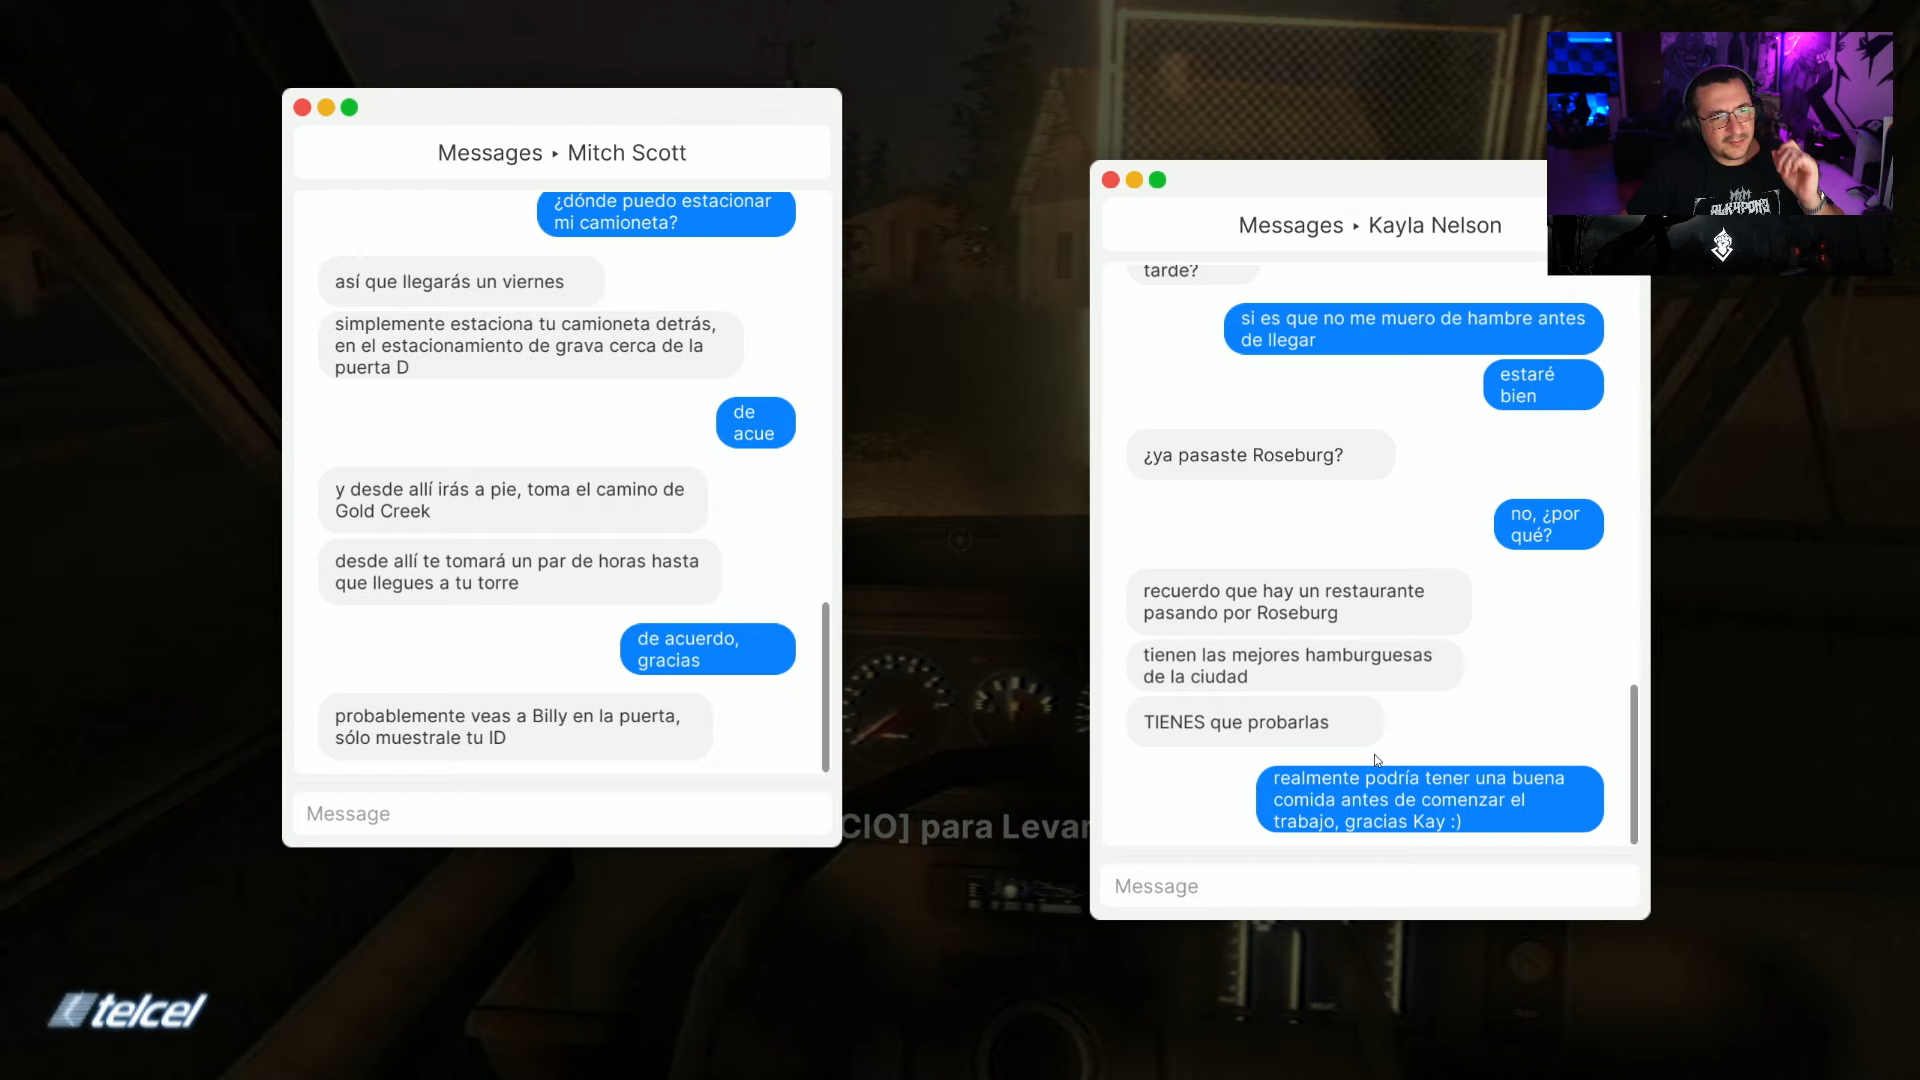 Messages ▸ Mitch Scott
¿dónde puedo estacionar
mi camioneta?
así que llegarás un viernes
simplemente estaciona tu camioneta detrás,
en el estacionamiento de grava cerca de la
puerta D
de
acue
y desde allí irás a pie, toma el camino de
Gold Creek
desde allí te tomará un par de horas hasta
que llegues a tu torre
de acuerdo,
gracias
probablemente veas a Billy en la puerta,
sólo muestrale tu ID
Message
CIO] para Levan
Messages ▸ Kayla Nelson
tarde?
si es que no me muero de hambre antes
de llegar
estaré
bien
¿ya pasaste Roseburg?
no, ¿por
qué?
recuerdo que hay un restaurante
pasando por Roseburg
tienen las mejores hamburguesas
de la ciudad
TIENES que probarlas
realmente podría tener una buena
comida antes de comenzar el
trabajo, gracias Kay :)
Message
telcel